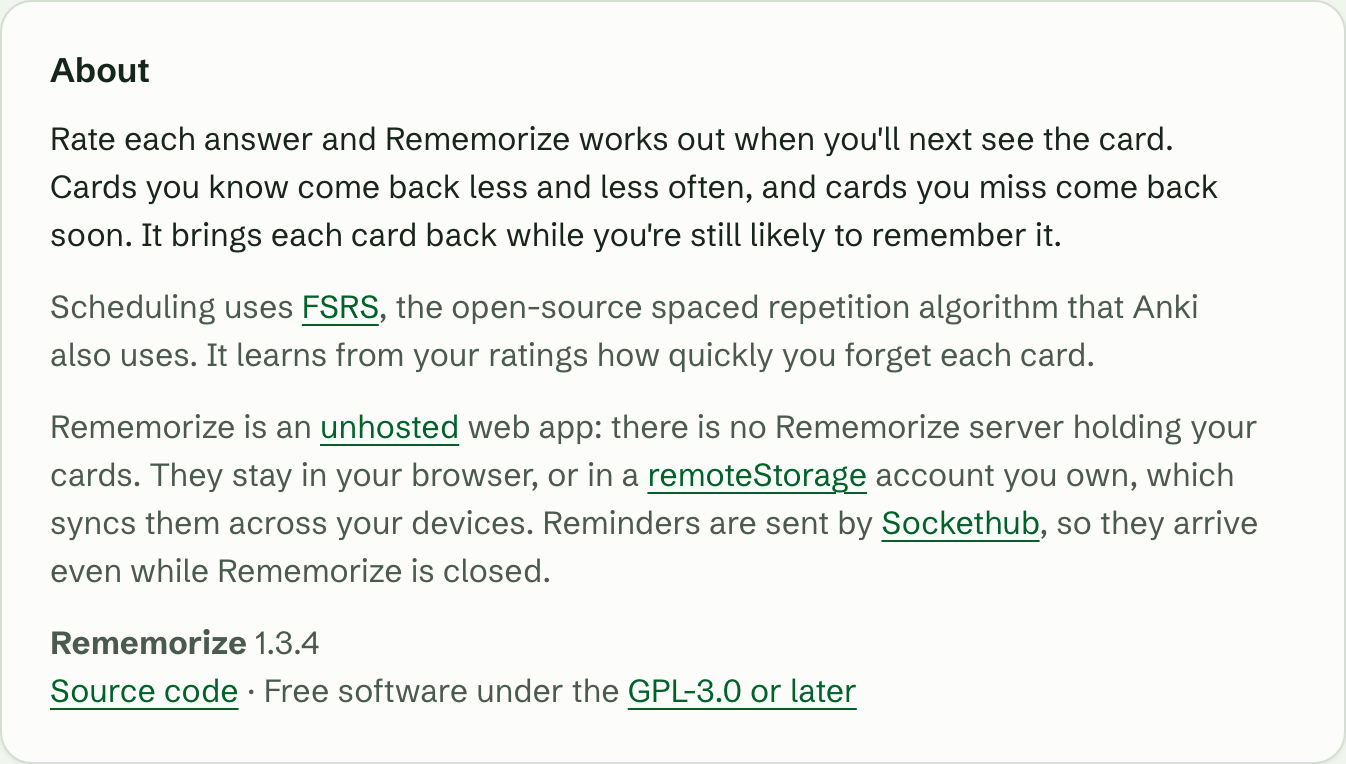 About
Rate each answer and Rememorize works out when you'll next see the card.
Cards you know come back less and less often, and cards you miss come back
soon. It brings each card back while you're still likely to remember it.
Scheduling uses FSRS, the open-source spaced repetition algorithm that Anki
also uses. It learns from your ratings how quickly you forget each card.
Rememorize is an unhosted web app: there is no Rememorize server holding your
cards. They stay in your browser, or in a remoteStorage account you own, which
syncs them across your devices. Reminders are sent by Sockethub, so they arrive
even while Rememorize is closed.
Rememorize 1.3.4
Source code · Free software under the GPL-3.0 or later